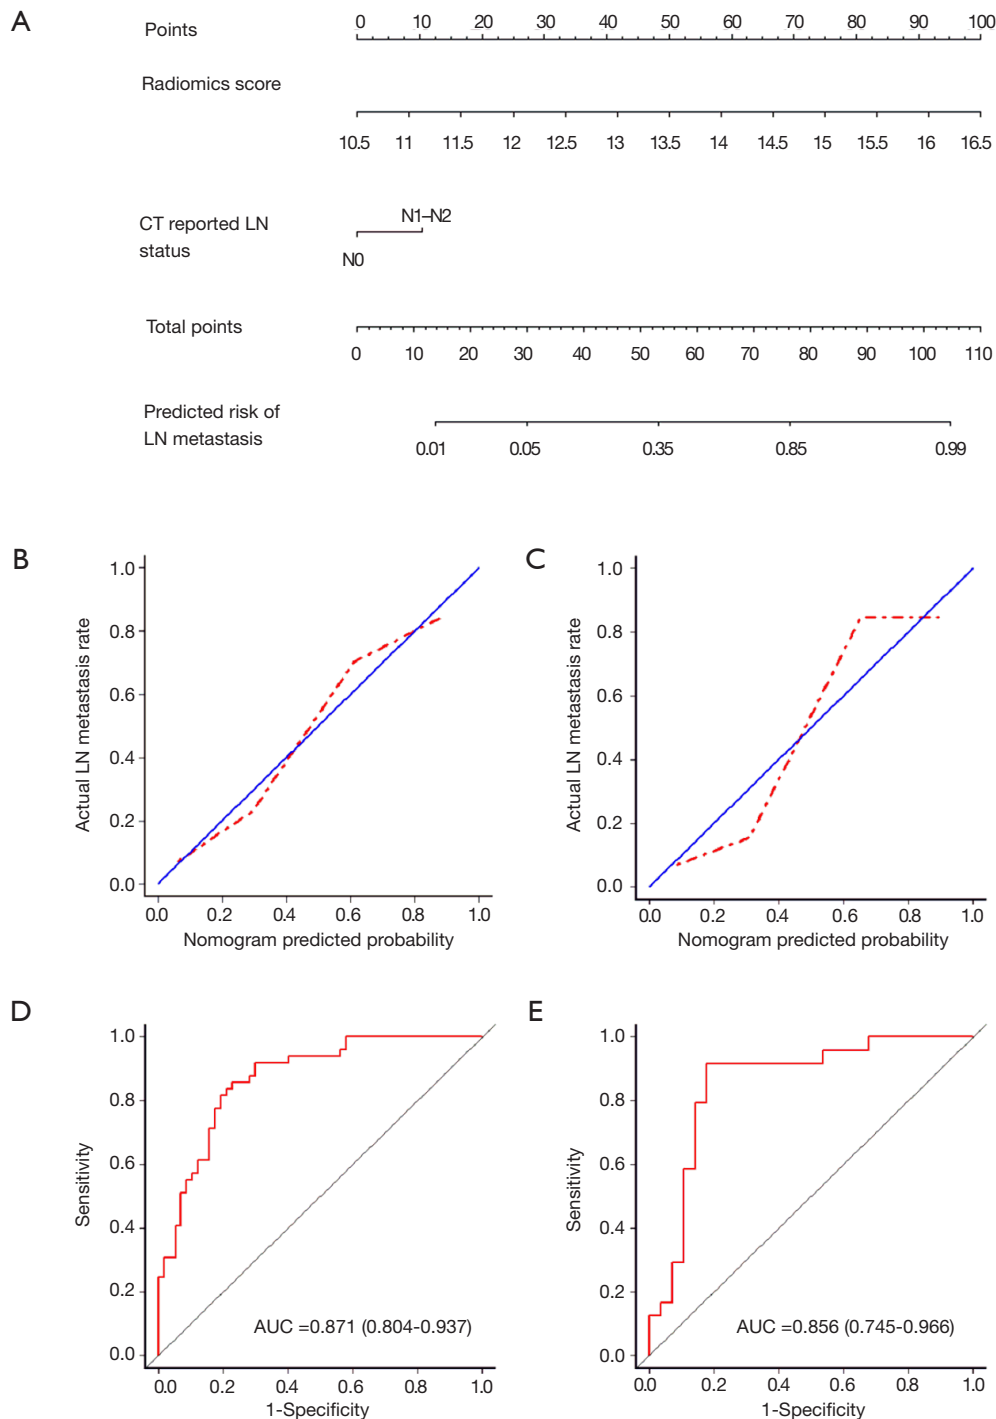 A
Points
0 10 20 30 40 50 60 70 80 90 100
Radiomics score
10.5 11 11.5 12 12.5 13 13.5 14 14.5 15 15.5 16 16.5
CT reported LN
status
N1–N2
N0
Total points
0 10 20 30 40 50 60 70 80 90 100 110
Predicted risk of
LN metastasis
0.01 0.05 0.35 0.85 0.99
B
Actual LN metastasis rate
1.0
0.8
0.6
0.4
0.2
0.0
0.0 0.2 0.4 0.6 0.8 1.0
Nomogram predicted probability
C
Actual LN metastasis rate
1.0
0.8
0.6
0.4
0.2
0.0
0.0 0.2 0.4 0.6 0.8 1.0
Nomogram predicted probability
D
Sensitivity
1.0
0.8
0.6
0.4
0.2
0.0
AUC =0.871 (0.804-0.937)
0.0 0.2 0.4 0.6 0.8 1.0
1-Specificity
E
Sensitivity
1.0
0.8
0.6
0.4
0.2
0.0
AUC =0.856 (0.745-0.966)
0.0 0.2 0.4 0.6 0.8 1.0
1-Specificity